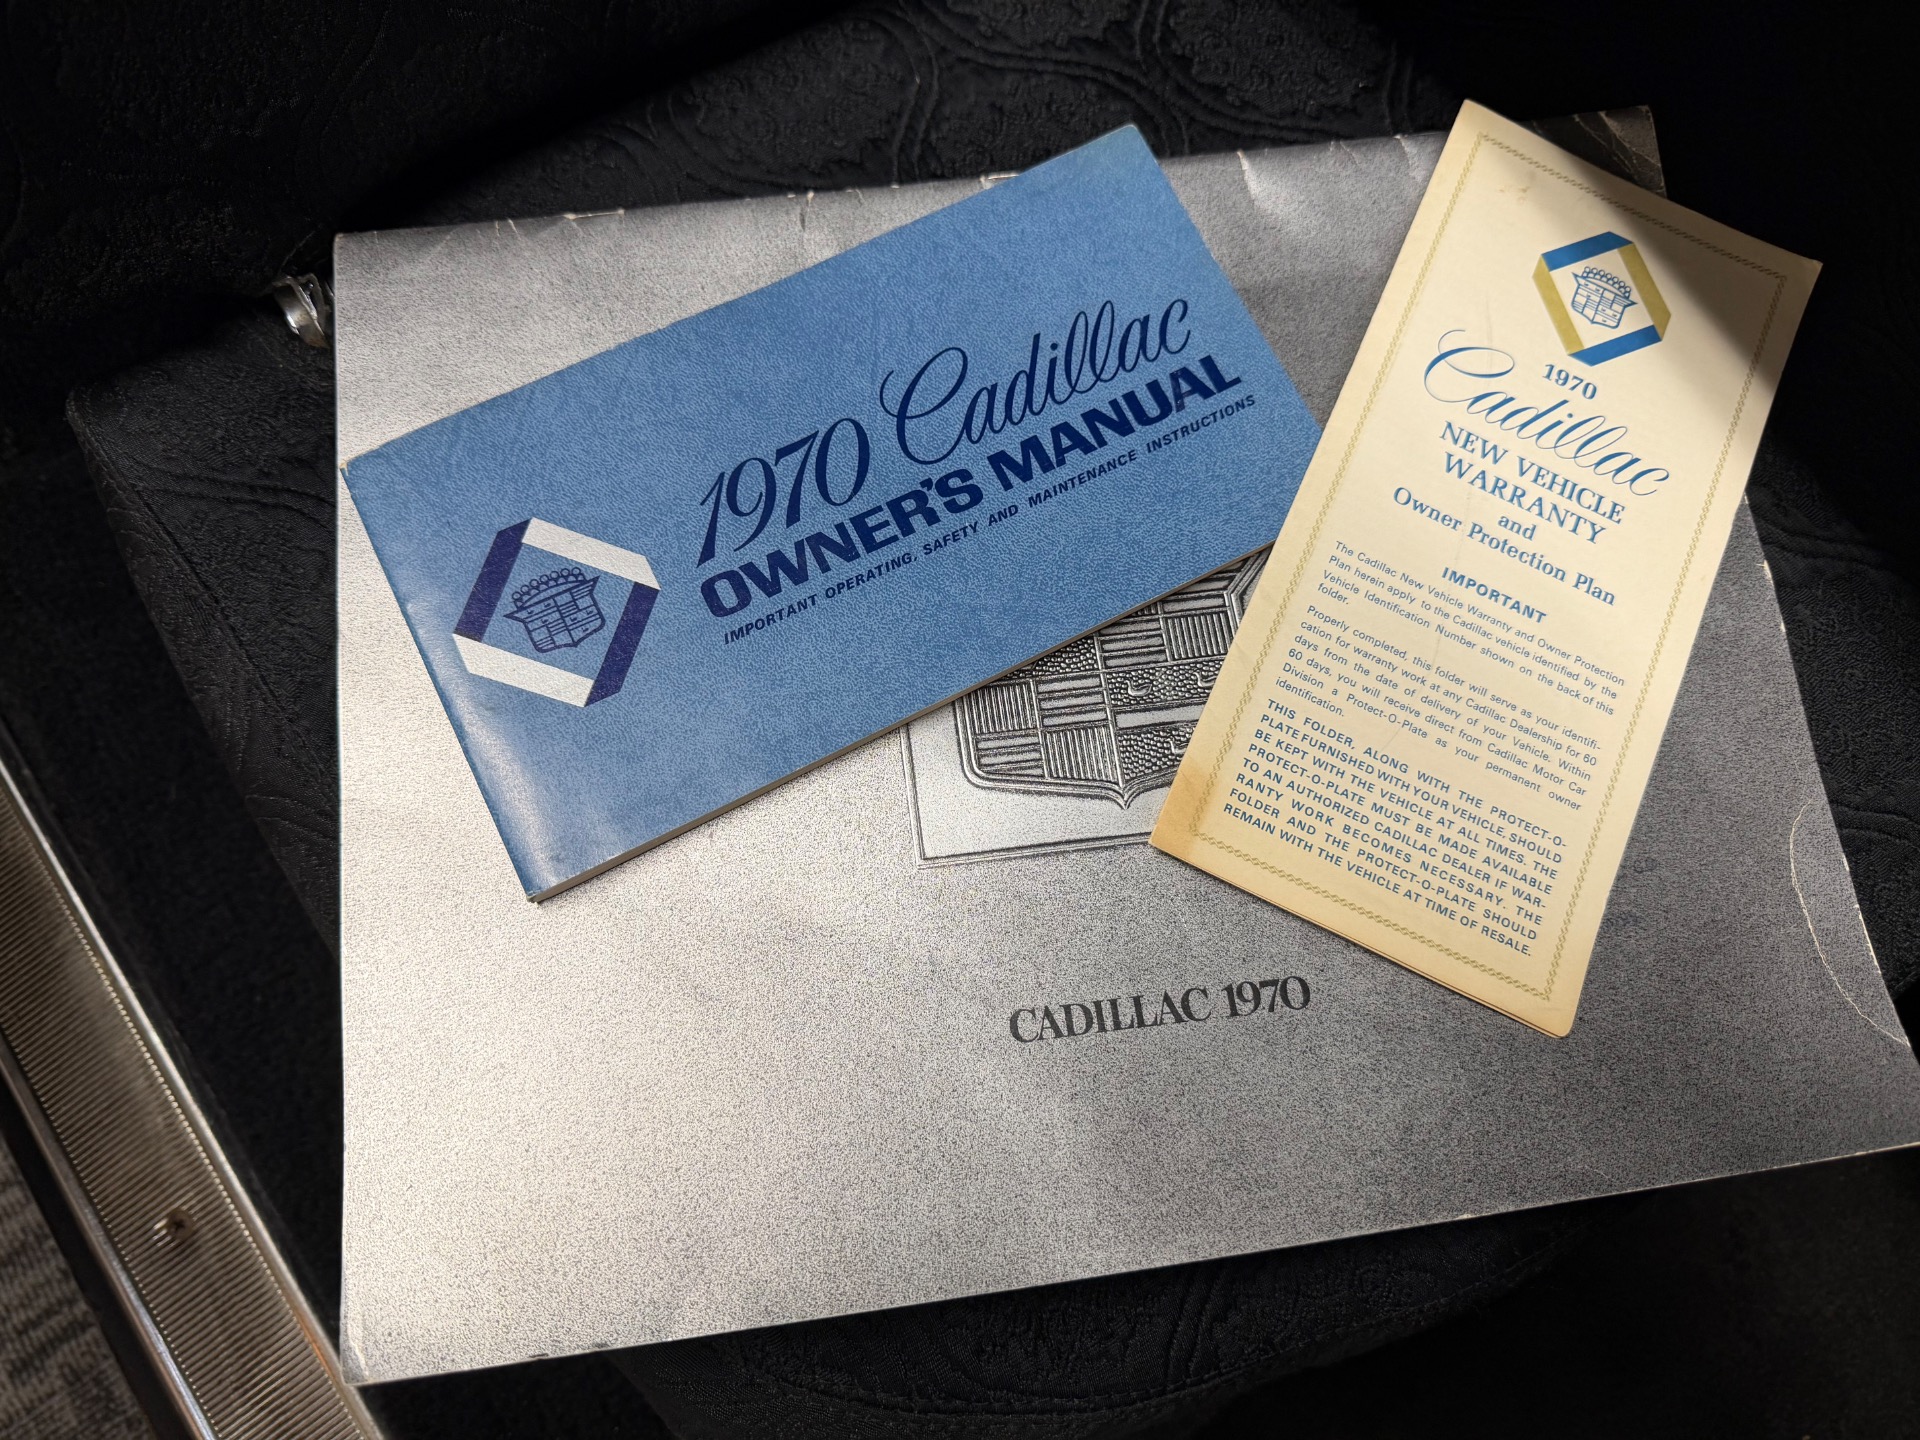 1970 Cadillac
OWNER'S MANUAL
IMPORTANT OPERATING, SAFETY AND MAINTENANCE INSTRUCTIONS
1970
Cadillac
NEW VEHICLE
WARRANTY
and
Owner Protection Plan
IMPORTANT
The Cadillac New Vehicle Warranty and Owner Protection
Plan herein apply to the Cadillac vehicle identified by the
Vehicle Identification Number shown on the back of this
folder.
Properly completed, this folder will serve as your identifi-
cation for warranty work at any Cadillac Dealership for 60
days from the date of delivery of your Vehicle. Within
60 days, you will receive direct from Cadillac Motor Car
Division a Protect-O-Plate as your permanent owner
identification.
THIS FOLDER, ALONG WITH THE PROTECT-O-
PLATE FURNISHED WITH YOUR VEHICLE, SHOULD
BE KEPT WITH THE VEHICLE AT ALL TIMES. THE
PROTECT-O-PLATE MUST BE MADE AVAILABLE
TO AN AUTHORIZED CADILLAC DEALER IF WAR-
RANTY WORK BECOMES NECESSARY. THE
FOLDER AND THE PROTECT-O-PLATE SHOULD
REMAIN WITH THE VEHICLE AT TIME OF RESALE.
CADILLAC 1970